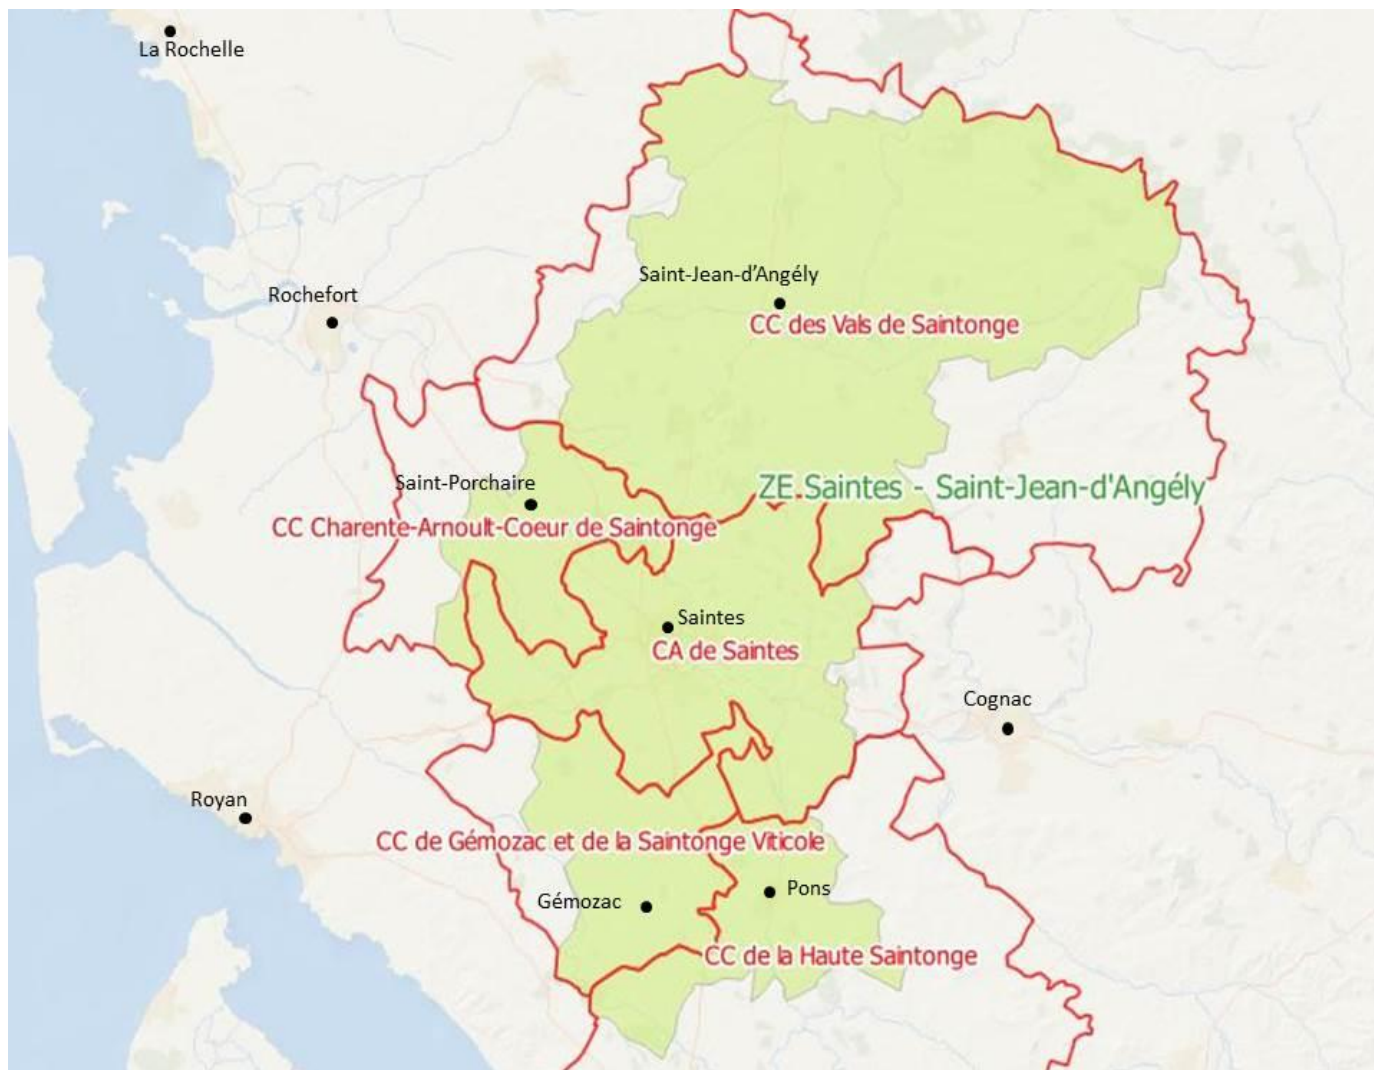 La Rochelle
Saint-Jean-d'Angély
Rochefort
CC des Vals de Saintonge
Saint-Porchaire
ZE Saintes - Saint-Jean-d'Angély
CC Charente-Arnoult-Coeur de Saintonge
Saintes
CA de Saintes
Cognac
Royan
CC de Gémozac et de la Saintonge Viticole
Pons
Gémozac
CC de la Haute Saintonge